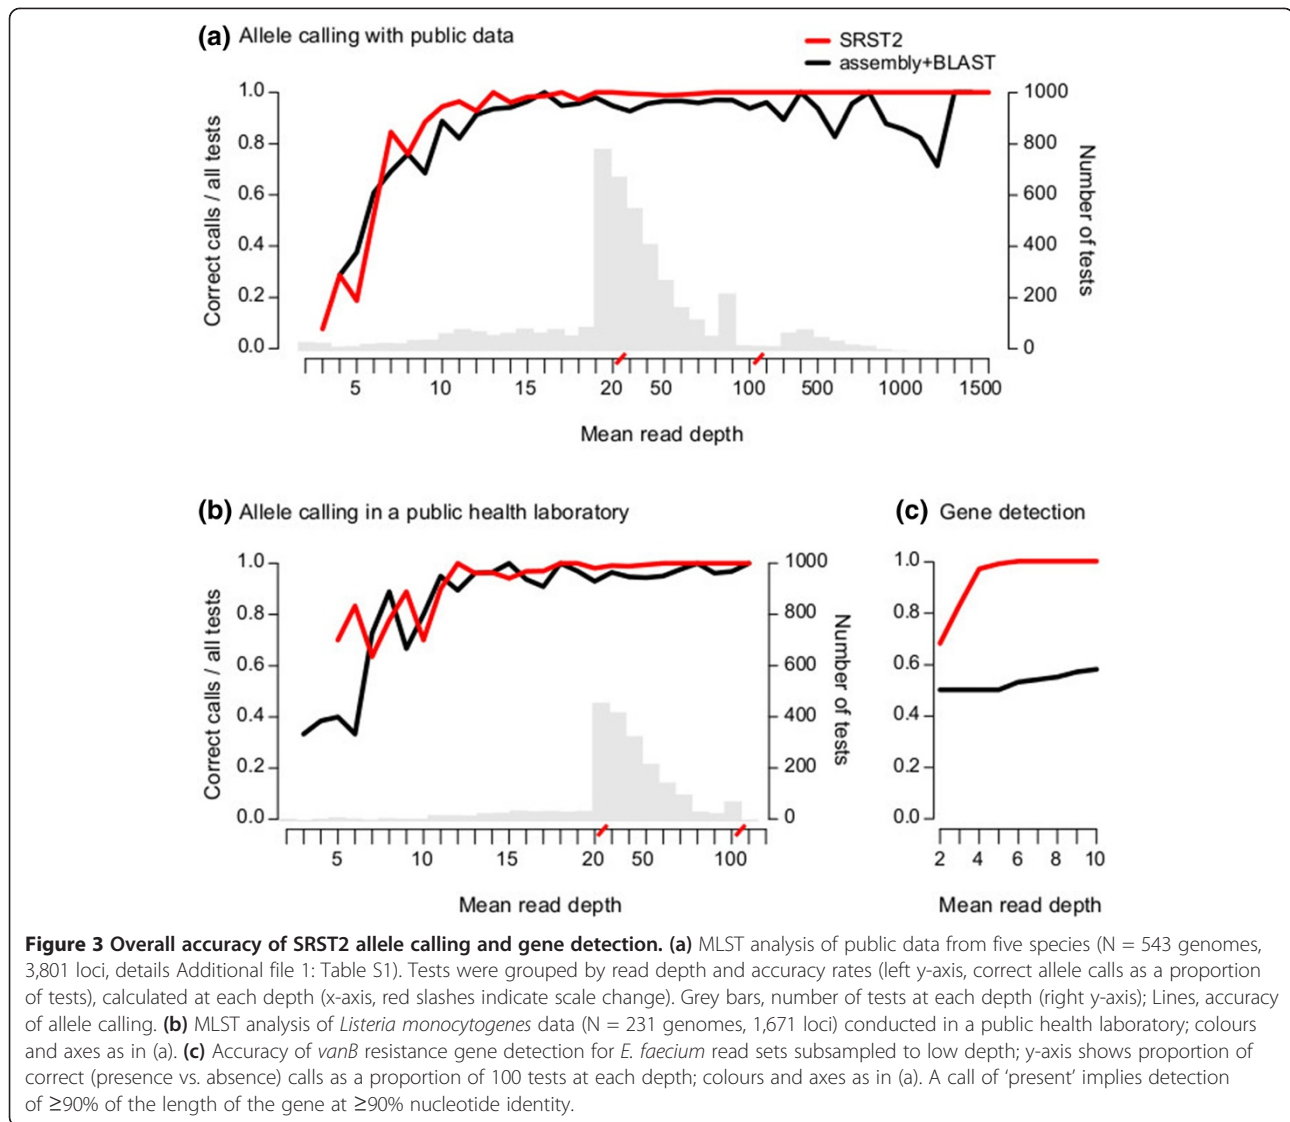 (a) Allele calling with public data
SRST2
assembly+BLAST
Correct calls / all tests
1.0
0.8
0.6
0.4
0.2
0.0
1000
800
600
400
200
0
Number of tests
5 10 15 20 50 100 500 1000 1500
Mean read depth
(b) Allele calling in a public health laboratory
Correct calls / all tests
1.0
0.8
0.6
0.4
0.2
0.0
1000
800
600
400
200
0
Number of tests
5 10 15 20 50 100
Mean read depth
(c) Gene detection
1.0
0.8
0.6
0.4
0.2
0.0
2 4 6 8 10
Mean read depth
Figure 3 Overall accuracy of SRST2 allele calling and gene detection. (a) MLST analysis of public data from five species (N = 543 genomes,
3,801 loci, details Additional file 1: Table S1). Tests were grouped by read depth and accuracy rates (left y-axis, correct allele calls as a proportion
of tests), calculated at each depth (x-axis, red slashes indicate scale change). Grey bars, number of tests at each depth (right y-axis); Lines, accuracy
of allele calling. (b) MLST analysis of Listeria monocytogenes data (N = 231 genomes, 1,671 loci) conducted in a public health laboratory; colours
and axes as in (a). (c) Accuracy of vanB resistance gene detection for E. faecium read sets subsampled to low depth; y-axis shows proportion of
correct (presence vs. absence) calls as a proportion of 100 tests at each depth; colours and axes as in (a). A call of ‘present’ implies detection
of ≥90% of the length of the gene at ≥90% nucleotide identity.